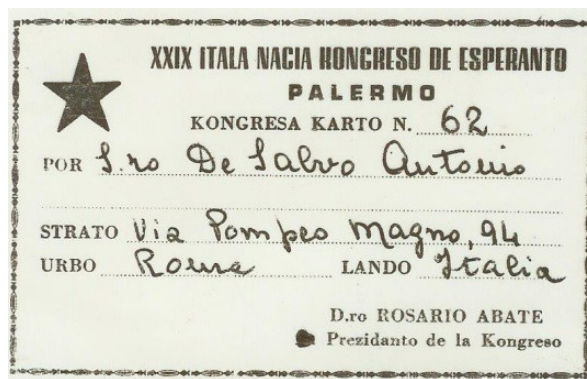 XXIX ITALA NACIA KONGRESO DE ESPERANTO
PALERMO
KONGRESA KARTO N. 62
POR S.ro De Salvo Antonio
STRATO Via Pompeo Magno, 94
URBO Roma LANDO Italia
D.ro ROSARIO ABATE
Prezidanto de la Kongreso